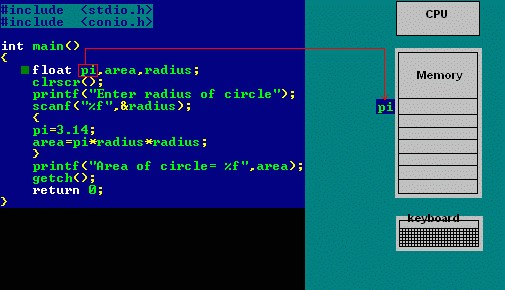 #include <stdio.h>
#include <conio.h>
int main()
{
float pi,area,radius;
clrscr();
printf("Enter radius of circle");
scanf("%f",&radius);
{
pi=3.14;
area=pi*radius*radius;
}
printf("Area of circle= %f",area);
getch();
return 0;
}
CPU
Memory
pi
keyboard